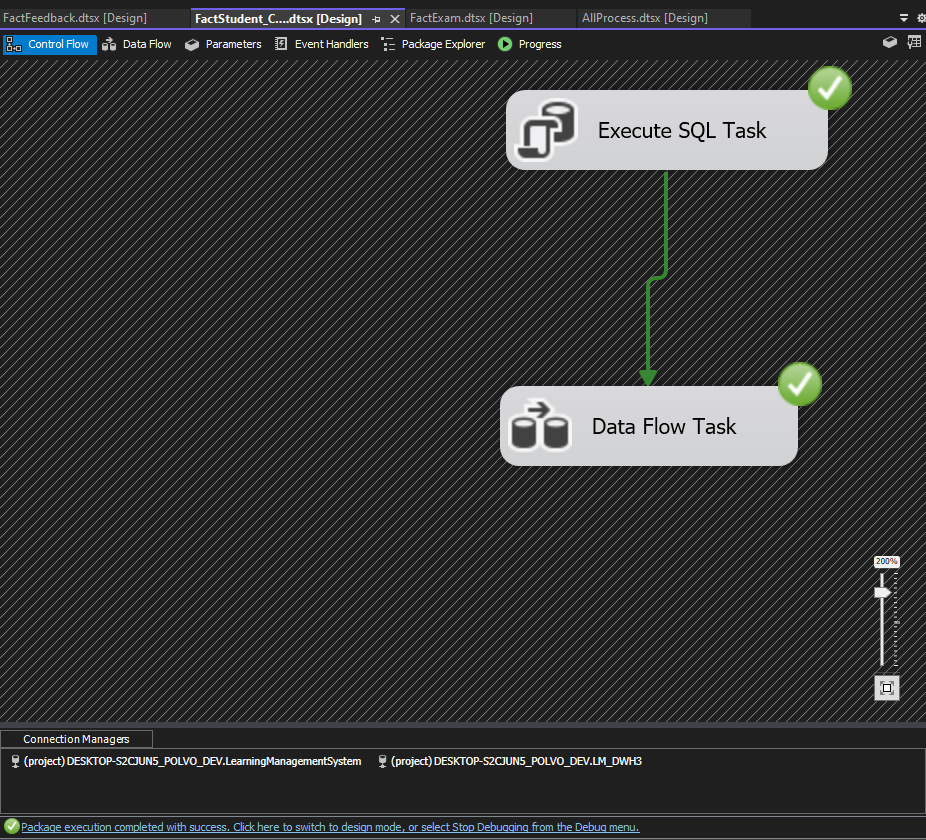 FactFeedback.dtsx [Design] FactStudent_C....dtsx [Design] FactExam.dtsx [Design] AllProcess.dtsx [Design]
Control Flow Data Flow Parameters Event Handlers Package Explorer Progress
Execute SQL Task
Data Flow Task
200%
Connection Managers
(project) DESKTOP-S2CJUN5_POLVO_DEV.LearningManagementSystem (project) DESKTOP-S2CJUN5_POLVO_DEV.LM_DWH3
Package execution completed with success. Click here to switch to design mode, or select Stop Debugging from the Debug menu.